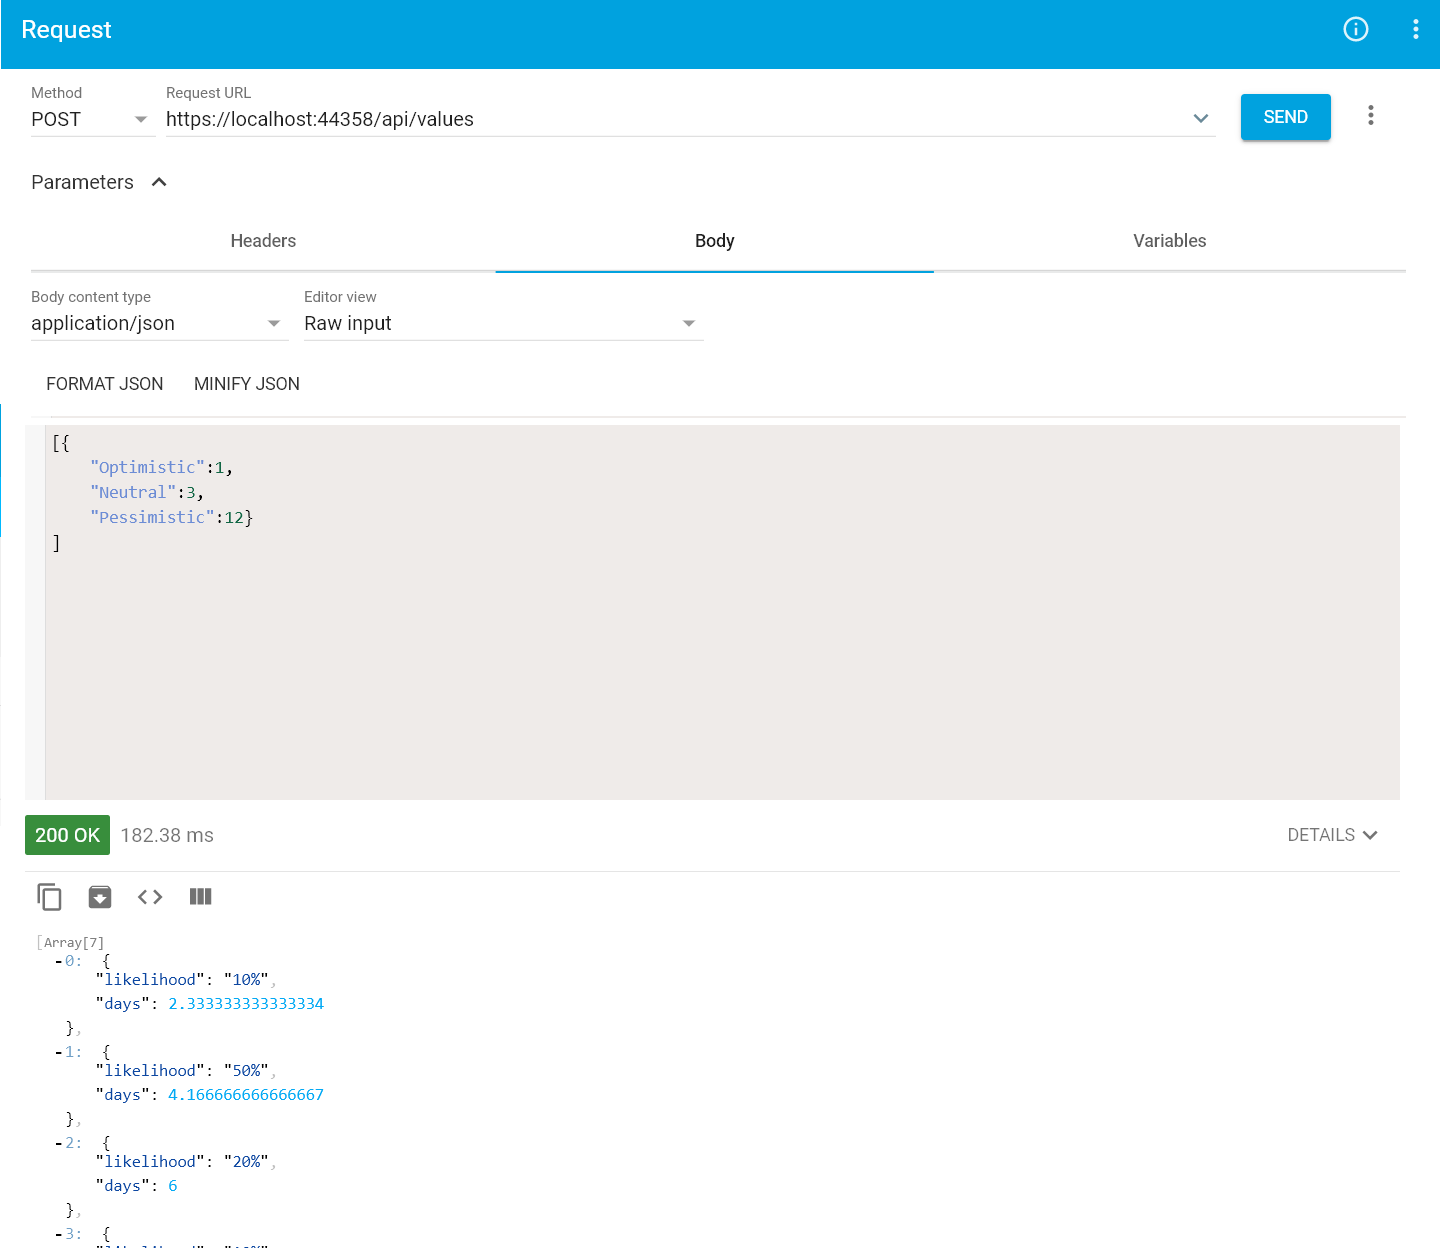 Request
Method
POST
Request URL
https://localhost:44358/api/values
SEND
Parameters
Headers
Body
Variables
Body content type
application/json
Editor view
Raw input
FORMAT JSON
MINIFY JSON
[{
"Optimistic":1,
"Neutral":3,
"Pessimistic":12}
]
200 OK
182.38 ms
DETAILS
[Array[7]
-0: {
"likelihood": "10%",
"days": 2.333333333333334
},
-1: {
"likelihood": "50%",
"days": 4.166666666666667
},
-2: {
"likelihood": "20%",
"days": 6
},
-3: {